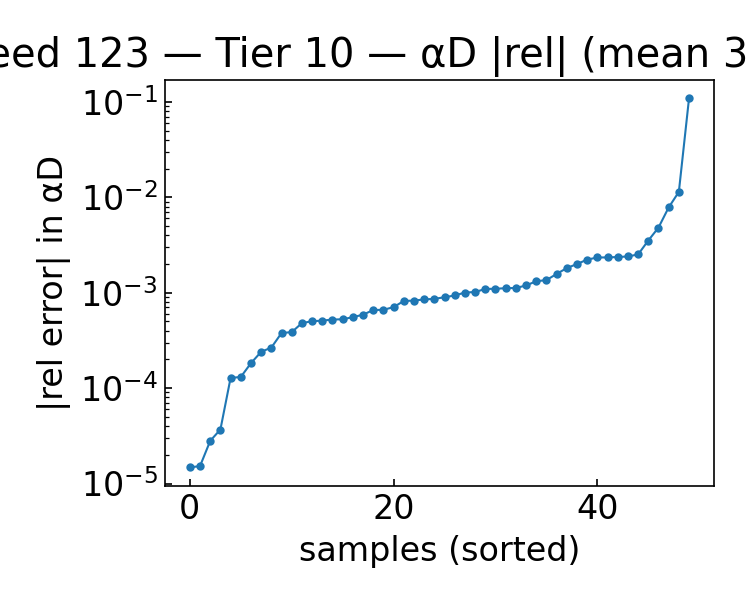 eed 123 — Tier 10 — αD |rel| (mean 3
10⁻¹
10⁻²
10⁻³
10⁻⁴
10⁻⁵
|rel error| in αD
0 20 40
samples (sorted)